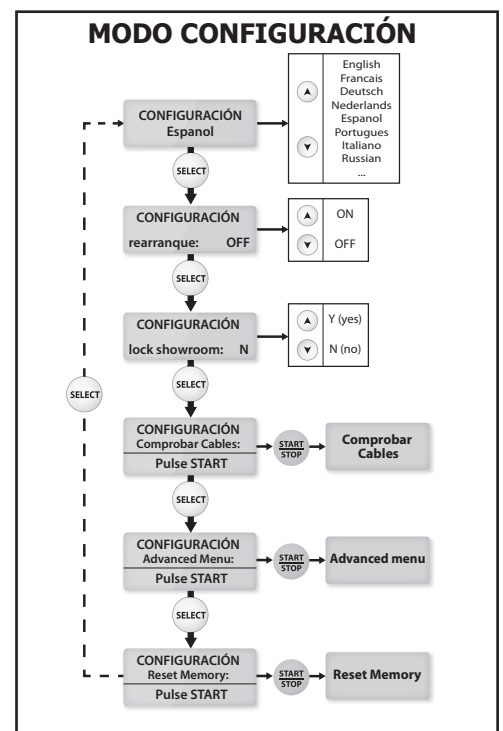 MODO CONFIGURACIÓN
CONFIGURACIÓN
Espanol
English
Francais
Deutsch
Nederlands
Espanol
Portugues
Italiano
Russian
...
SELECT
CONFIGURACIÓN
rearranque: OFF
ON
OFF
SELECT
CONFIGURACIÓN
lock showroom: N
Y (yes)
N (no)
SELECT
SELECT
CONFIGURACIÓN
Comprobar Cables:
Pulse START
START
STOP
Comprobar
Cables
SELECT
CONFIGURACIÓN
Advanced Menu:
Pulse START
START
STOP
Advanced menu
SELECT
CONFIGURACIÓN
Reset Memory:
Pulse START
START
STOP
Reset Memory